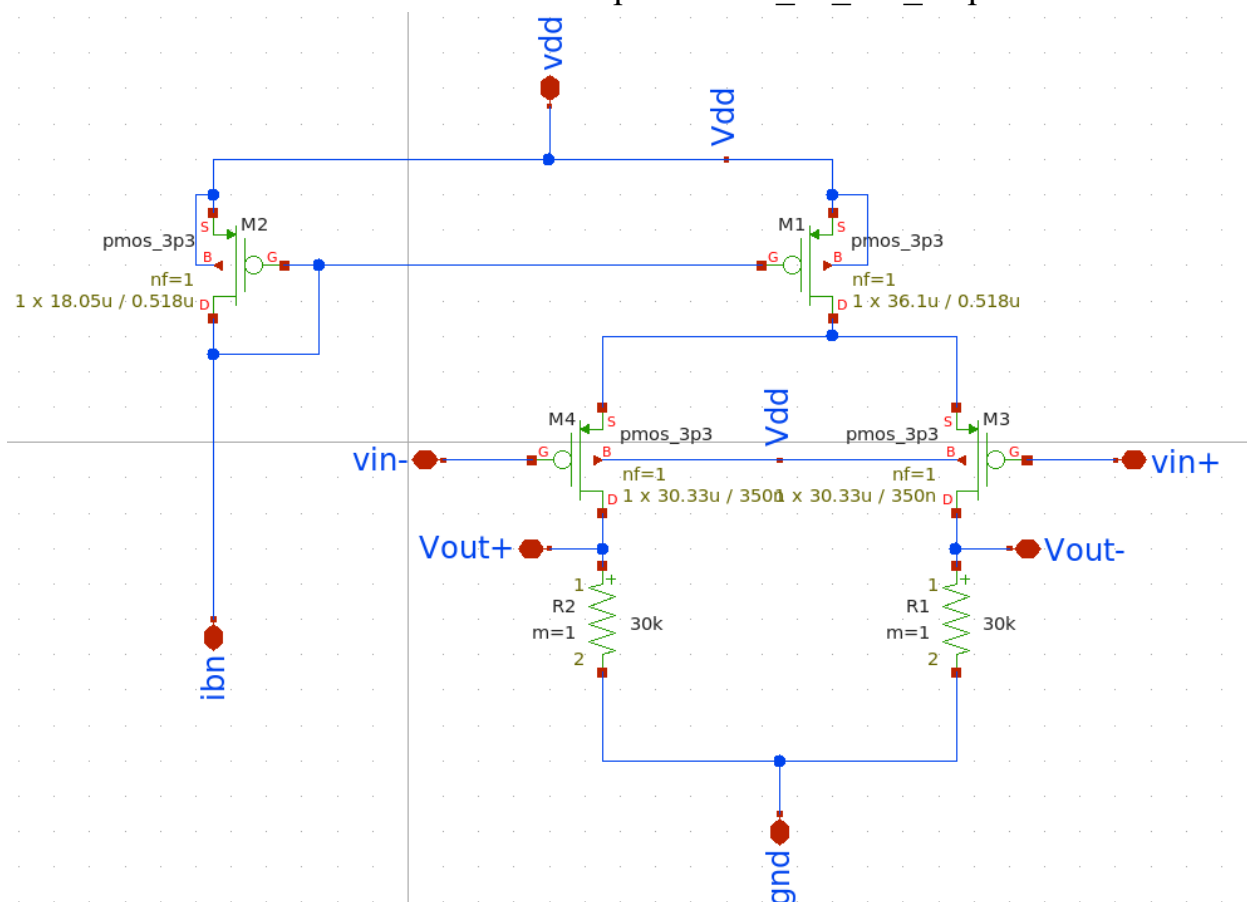 vdd
Vdd
S
M2
pmos_3p3
B
G
nf=1
1 x 18.05u / 0.518u
D
M1
S
pmos_3p3
G
B
nf=1
D
1 x 36.1u / 0.518u
M4
S
pmos_3p3
vin-
G
B
nf=1
D
1 x 30.33u / 350n
Vdd
M3
S
pmos_3p3
B
G
vin+
nf=1
1 x 30.33u / 350n
D
Vout+
Vout-
1
+
R2
m=1
30k
2
1
+
R1
m=1
30k
2
ibn
gnd